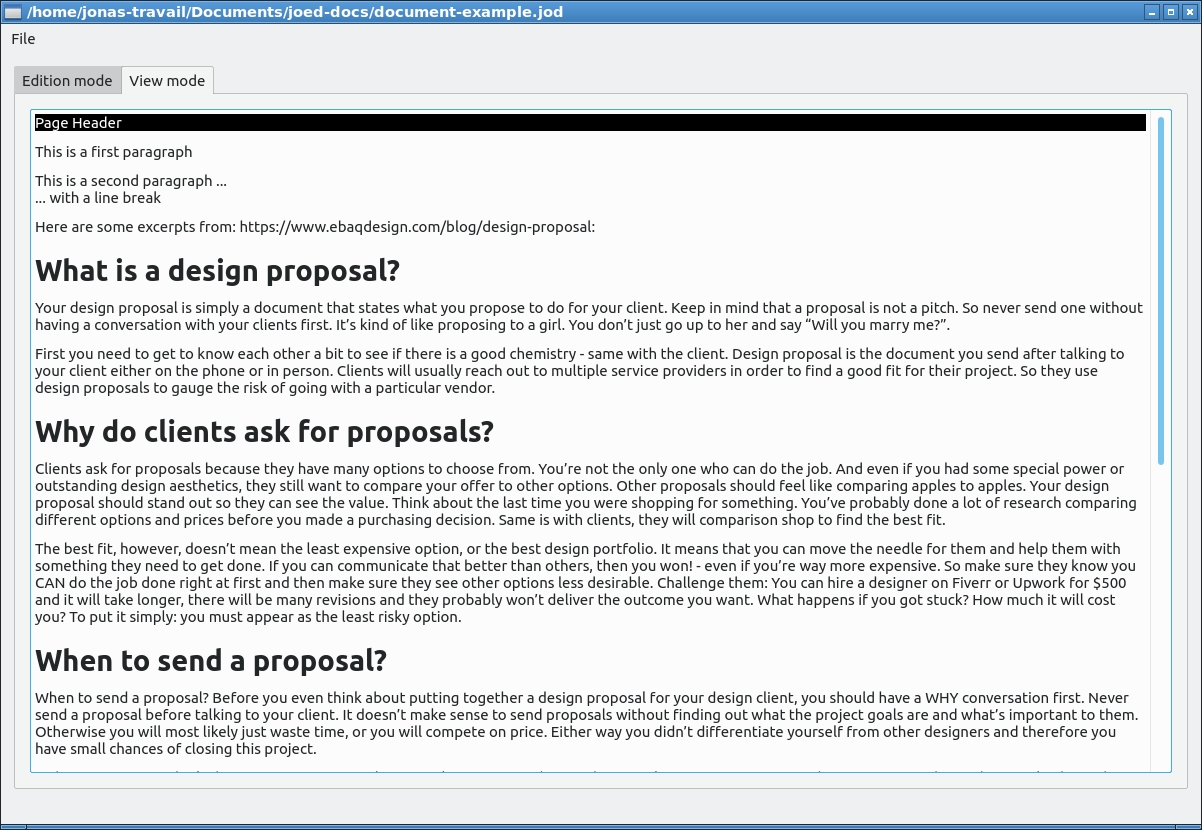 /home/jonas-travail/Documents/joed-docs/document-example.jod
File
Edition mode
View mode
Page Header
This is a first paragraph
This is a second paragraph ...
... with a line break
Here are some excerpts from: https://www.ebaqdesign.com/blog/design-proposal:
What is a design proposal?
Your design proposal is simply a document that states what you propose to do for your client. Keep in mind that a proposal is not a pitch. So never send one without
having a conversation with your clients first. It’s kind of like proposing to a girl. You don’t just go up to her and say “Will you marry me?”.
First you need to get to know each other a bit to see if there is a good chemistry - same with the client. Design proposal is the document you send after talking to
your client either on the phone or in person. Clients will usually reach out to multiple service providers in order to find a good fit for their project. So they use
design proposals to gauge the risk of going with a particular vendor.
Why do clients ask for proposals?
Clients ask for proposals because they have many options to choose from. You’re not the only one who can do the job. And even if you had some special power or
outstanding design aesthetics, they still want to compare your offer to other options. Other proposals should feel like comparing apples to apples. Your design
proposal should stand out so they can see the value. Think about the last time you were shopping for something. You’ve probably done a lot of research comparing
different options and prices before you made a purchasing decision. Same is with clients, they will comparison shop to find the best fit.
The best fit, however, doesn’t mean the least expensive option, or the best design portfolio. It means that you can move the needle for them and help them with
something they need to get done. If you can communicate that better than others, then you won! - even if you’re way more expensive. So make sure they know you
CAN do the job done right at first and then make sure they see other options less desirable. Challenge them: You can hire a designer on Fiverr or Upwork for $500
and it will take longer, there will be many revisions and they probably won’t deliver the outcome you want. What happens if you got stuck? How much it will cost
you? To put it simply: you must appear as the least risky option.
When to send a proposal?
When to send a proposal? Before you even think about putting together a design proposal for your design client, you should have a WHY conversation first. Never
send a proposal before talking to your client. It doesn’t make sense to send proposals without finding out what the project goals are and what’s important to them.
Otherwise you will most likely just waste time, or you will compete on price. Either way you didn’t differentiate yourself from other designers and therefore you
have small chances of closing this project.